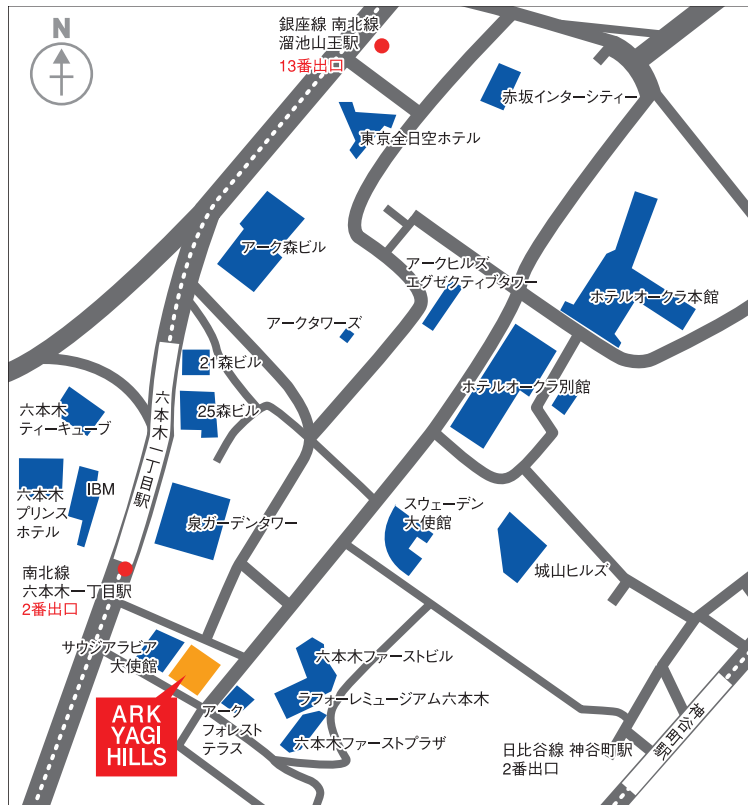 N
銀座線 南北線
溜池山王駅
13番出口
赤坂インターシティー
東京全日空ホテル
アーク森ビル
アークヒルズ
エグゼクティブタワー
ホテルオークラ本館
アークタワーズ
21森ビル
ホテルオークラ別館
25森ビル
六本木
ティーキューブ
六本木一丁目駅
IBM
六本木
プリンス
ホテル
泉ガーデンタワー
スウェーデン
大使館
城山ヒルズ
南北線
六本木一丁目駅
2番出口
サウジアラビア
大使館
六本木ファーストビル
ラフォーレミュージアム六本木
アーク
フォレスト
テラス
六本木ファーストプラザ
ARK
YAGI
HILLS
神谷町駅
日比谷線 神谷町駅
2番出口